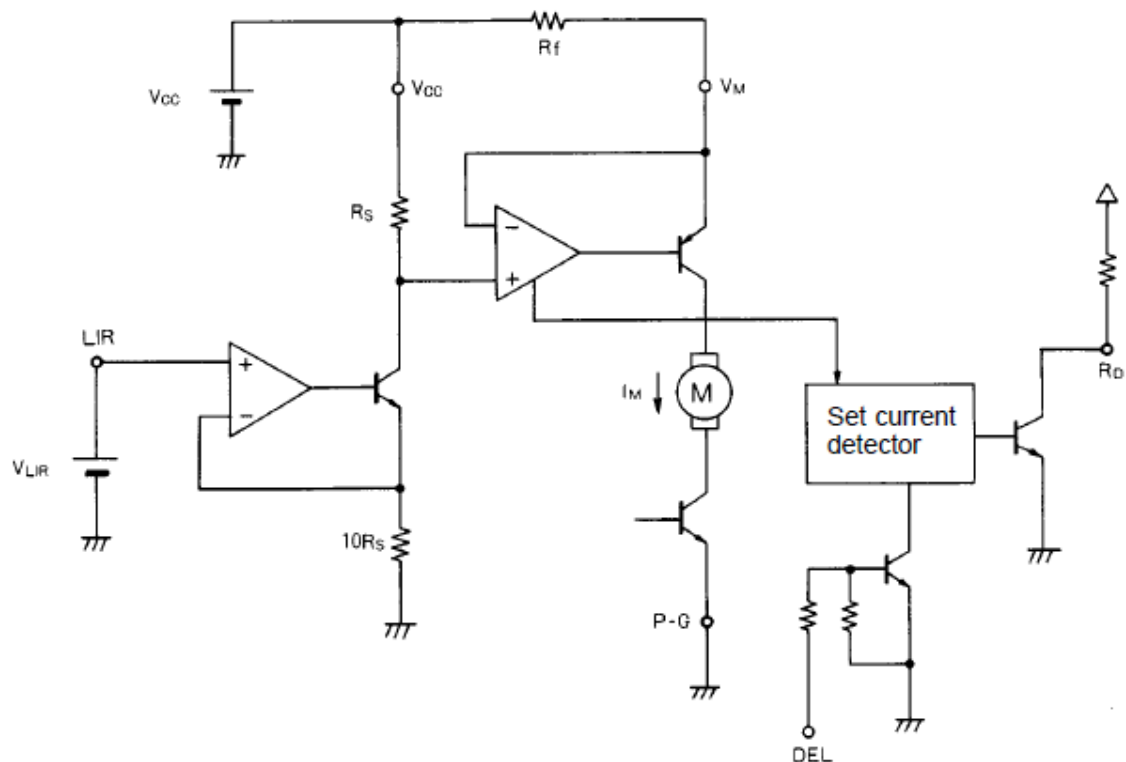 Rf
VCC
VCC
VM
RS
−
+
LIR
+
−
IM
M
RD
Set current
detector
VLIR
10RS
P-G
DEL